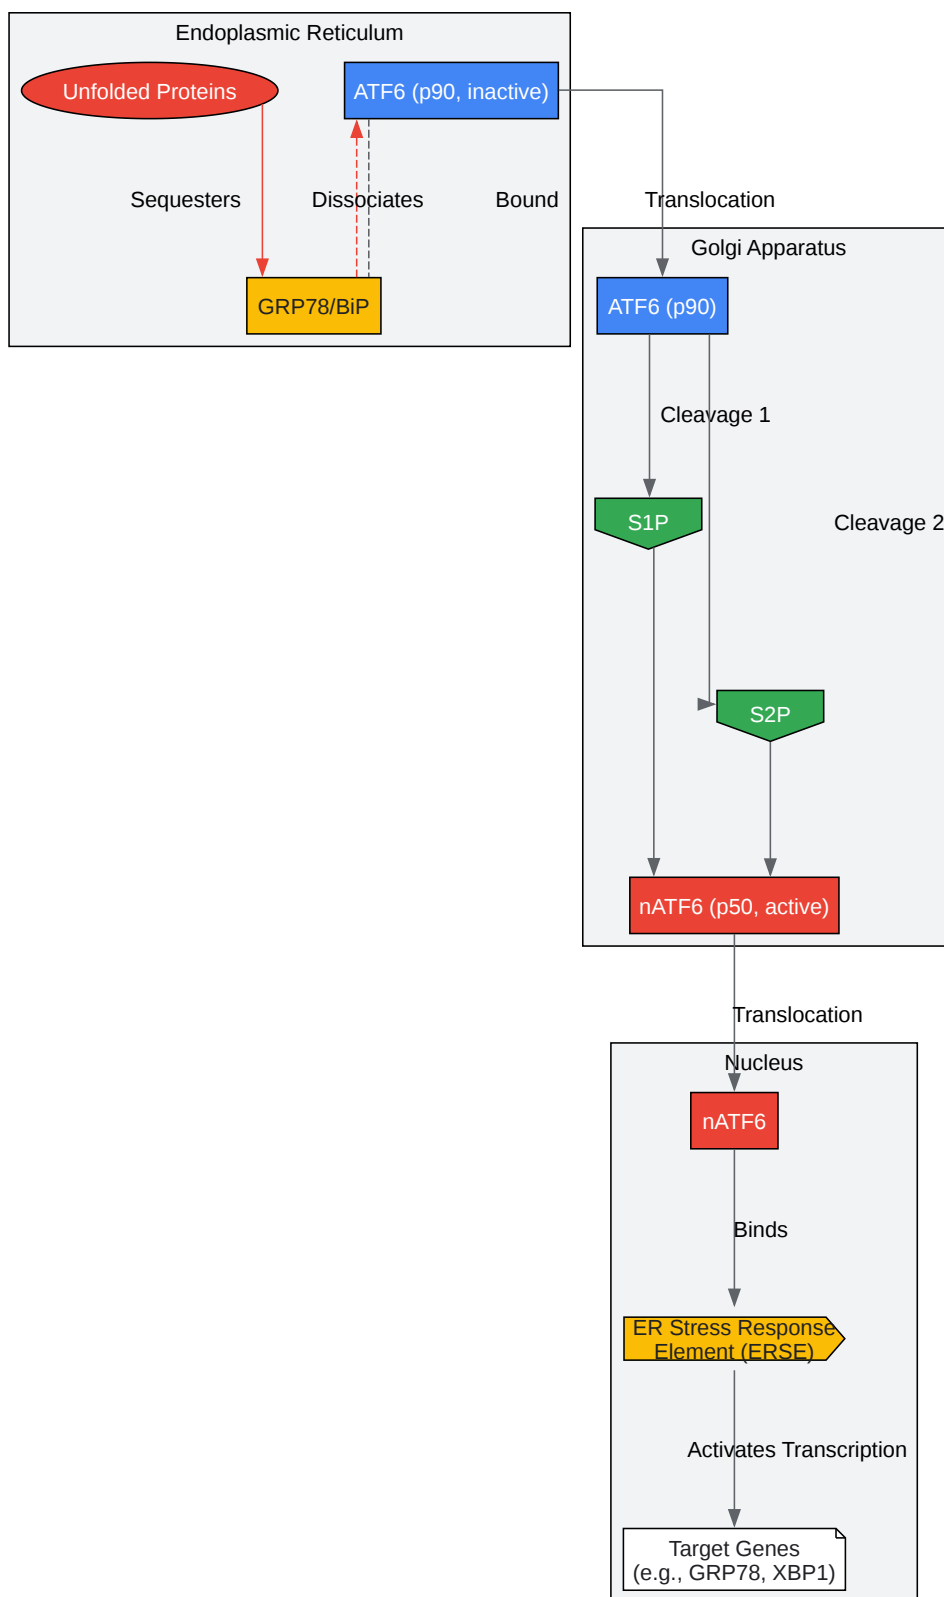 Endoplasmic Reticulum
Unfolded Proteins
ATF6 (p90, inactive)
Sequesters
Dissociates
Bound
Translocation
GRP78/BiP
Golgi Apparatus
ATF6 (p90)
Cleavage 1
S1P
Cleavage 2
S2P
nATF6 (p50, active)
Translocation
Nucleus
nATF6
Binds
ER Stress Response
Element (ERSE)
Activates Transcription
Target Genes
(e.g., GRP78, XBP1)